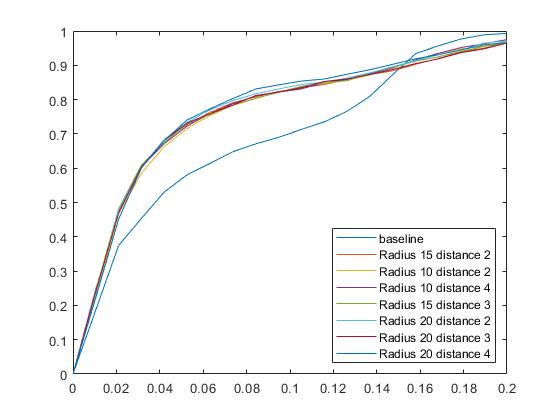 1
0.9
0.8
0.7
0.6
0.5
0.4
0.3
0.2
0.1
0
baseline
Radius 15 distance 2
Radius 10 distance 2
Radius 10 distance 4
Radius 15 distance 3
Radius 20 distance 2
Radius 20 distance 3
Radius 20 distance 4
0 0.02 0.04 0.06 0.08 0.1 0.12 0.14 0.16 0.18 0.2